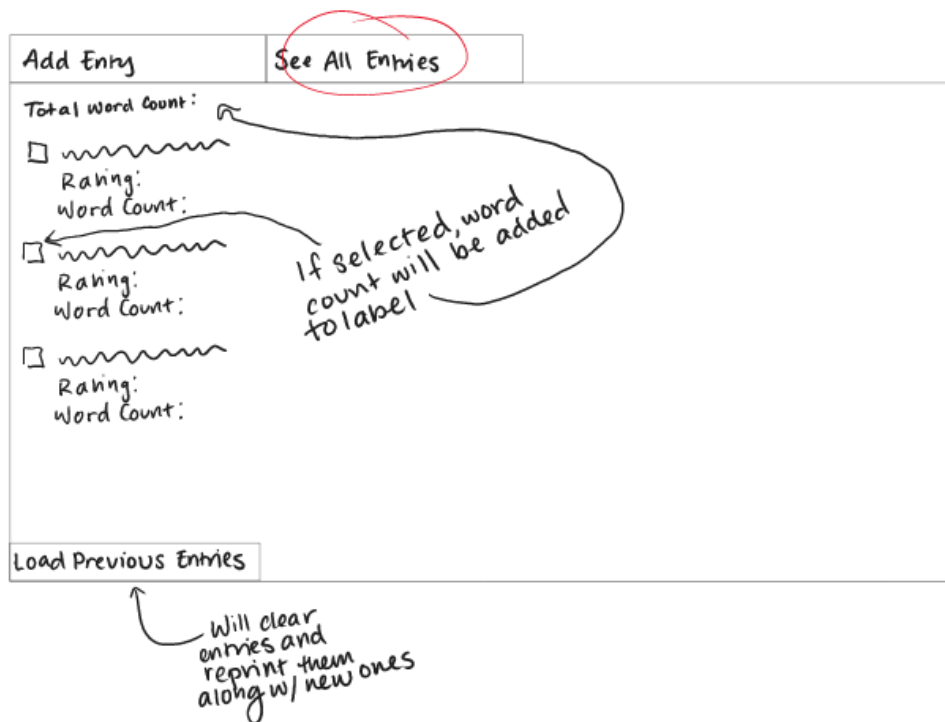 Add Entry
See All Entries
Total Word Count:
Rating:
Word Count:
Rating:
Word Count:
Rating:
Word Count:
If selected, word
count will be added
to label
Load Previous Entries
Will clear
entries and
reprint them
along w/ new ones